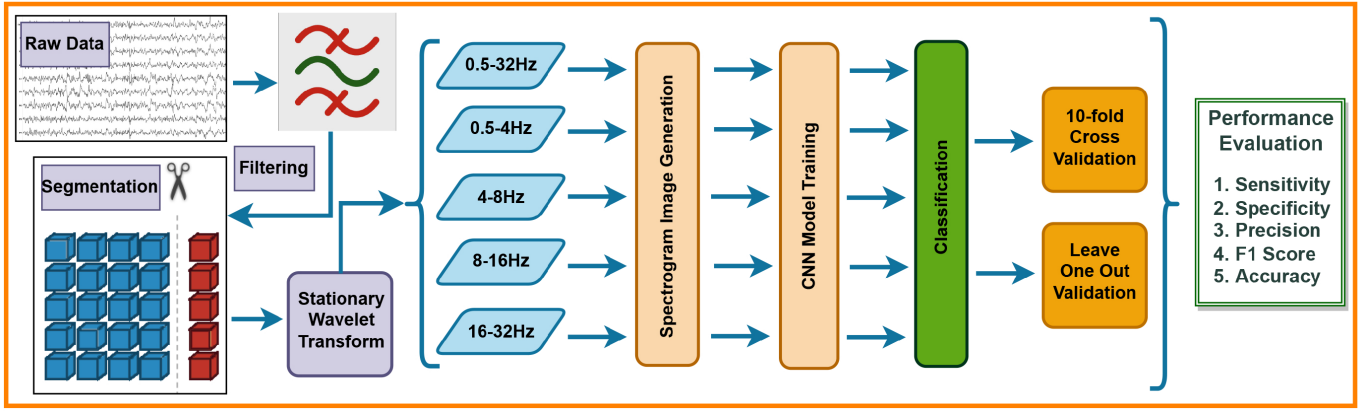 Raw Data
Filtering
Segmentation
Stationary
Wavelet
Transform
0.5-32Hz
0.5-4Hz
4-8Hz
8-16Hz
16-32Hz
Spectrogram Image Generation
CNN Model Training
Classification
10-fold
Cross
Validation
Leave
One Out
Validation
Performance
Evaluation
1. Sensitivity
2. Specificity
3. Precision
4. F1 Score
5. Accuracy